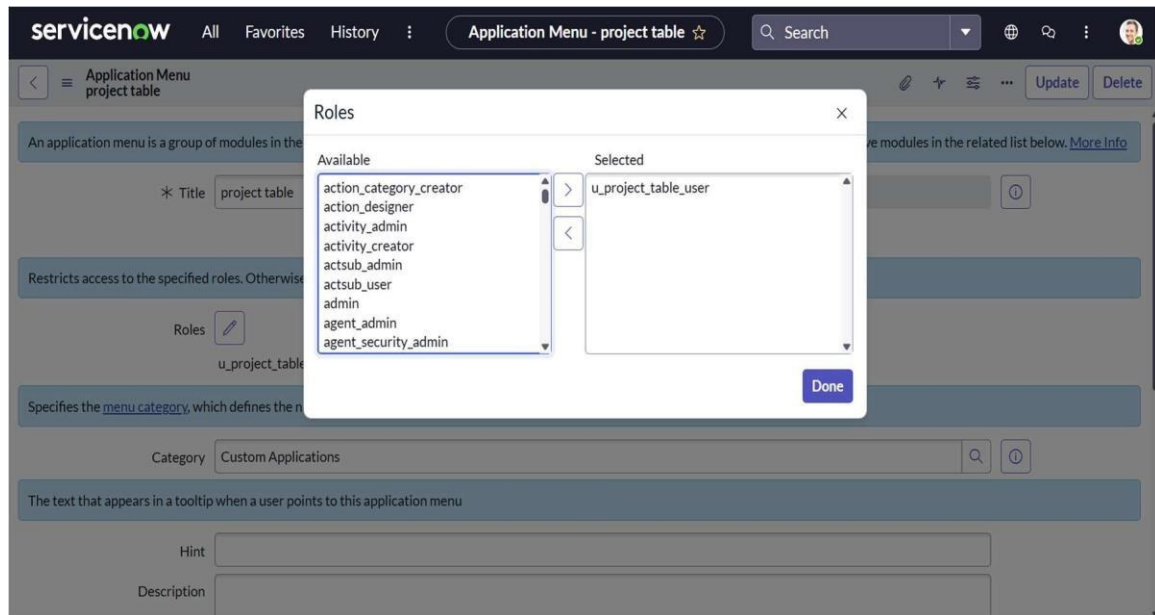 servicenow All Favorites History Application Menu - project table Search
Application Menu
project table
Update Delete
Roles
An application menu is a group of modules in the
ve modules in the related list below. More Info
Available Selected
action_category_creator
action_designer
activity_admin
activity_creator
actsub_admin
actsub_user
admin
agent_admin
agent_security_admin
u_project_table_user
Done
* Title project table
Restricts access to the specified roles. Otherwise
Roles
u_project_table
Specifies the menu category, which defines the n
Category Custom Applications
The text that appears in a tooltip when a user points to this application menu
Hint
Description